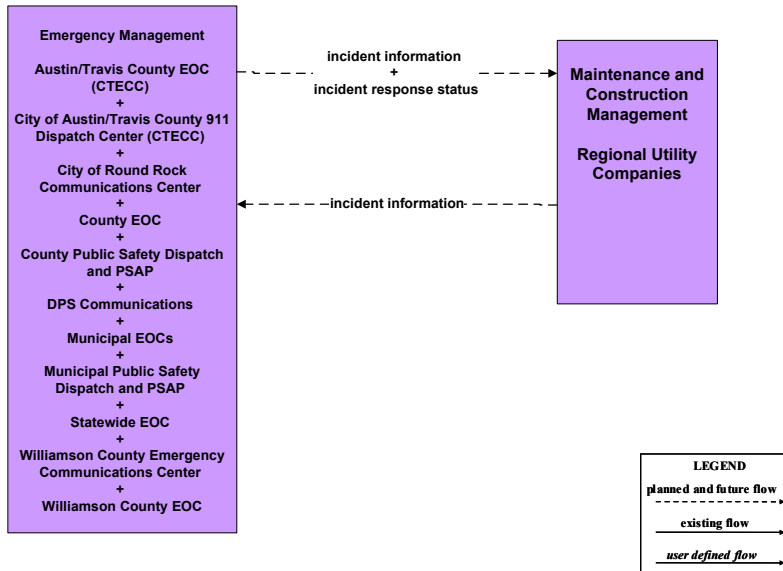 Emergency Management
Austin/Travis County EOC
(CTECC)
+
City of Austin/Travis County 911
Dispatch Center (CTECC)
+
City of Round Rock
Communications Center
+
County EOC
+
County Public Safety Dispatch
and PSAP
+
DPS Communications
+
Municipal EOCs
+
Municipal Public Safety
Dispatch and PSAP
+
Statewide EOC
+
Williamson County Emergency
Communications Center
+
Williamson County EOC
incident information
+
incident response status
incident information
Maintenance and
Construction
Management
Regional Utility
Companies
LEGEND
planned and future flow
existing flow
user defined flow